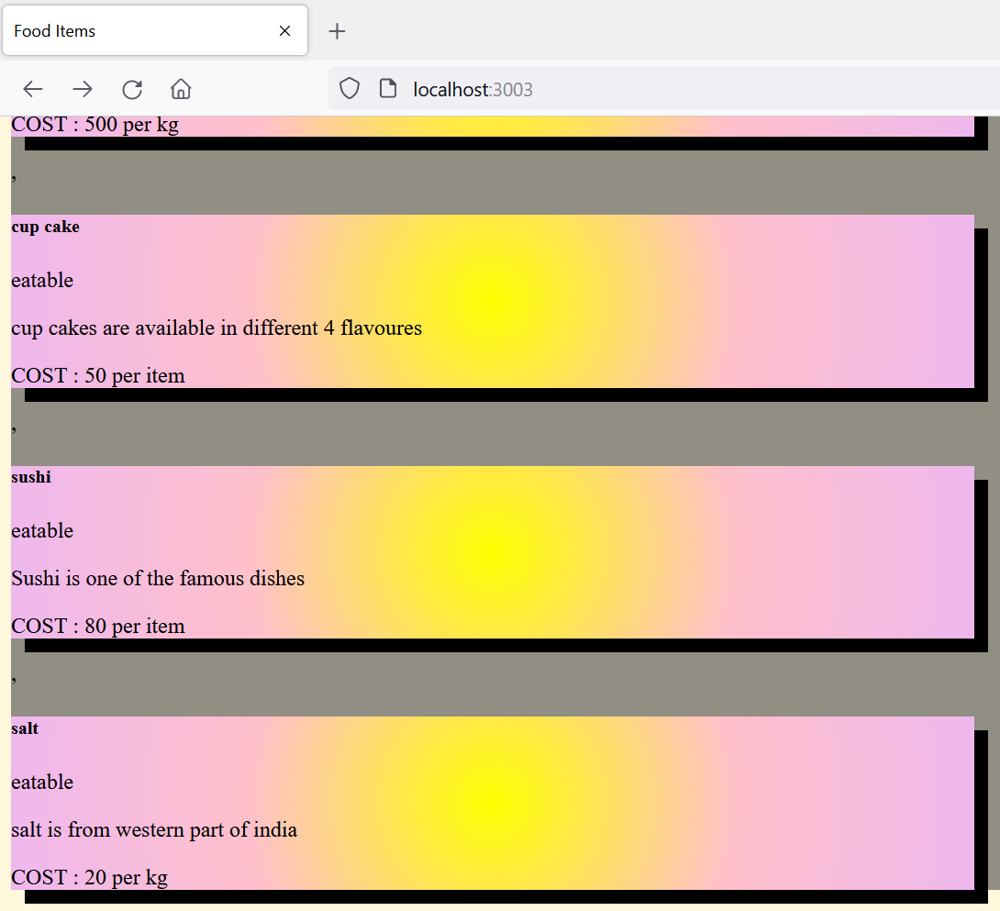 Food Items
localhost:3003
COST : 500 per kg
,
cup cake
eatable
cup cakes are available in different 4 flavoures
COST : 50 per item
,
sushi
eatable
Sushi is one of the famous dishes
COST : 80 per item
,
salt
eatable
salt is from western part of india
COST : 20 per kg